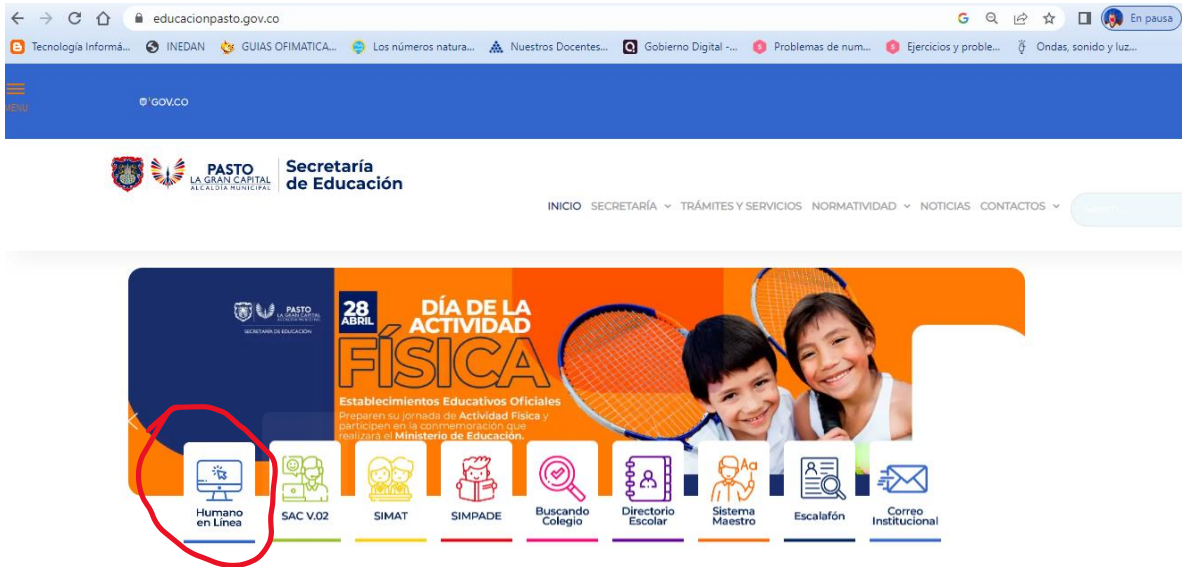 educacionpasto.gov.co
En pausa
Tecnología Informá...
INEDAN
GUIAS OFIMATICA...
Los números natura...
Nuestros Docentes...
Gobierno Digital -...
Problemas de num...
Ejercicios y proble...
Ondas, sonido y luz...
MENU
GOV.CO
PASTO
LA GRAN CAPITAL
ALCALDÍA MUNICIPAL
Secretaría
de Educación
INICIO SECRETARÍA TRÁMITES Y SERVICIOS NORMATIVIDAD NOTICIAS CONTACTOS
PASTO
LA GRAN CAPITAL
SECRETARÍA DE EDUCACIÓN
28
ABRIL
DÍA DE LA
ACTIVIDAD
FÍSICA
Establecimientos Educativos Oficiales
Preparen su jornada de Actividad Física y
participen en la conmemoración que
realizará el Ministerio de Educación.
Humano
en Línea
SAC V.02
SIMAT
SIMPADE
Buscando
Colegio
Directorio
Escolar
Aa
Sistema
Maestro
Escalafón
Correo
Institucional